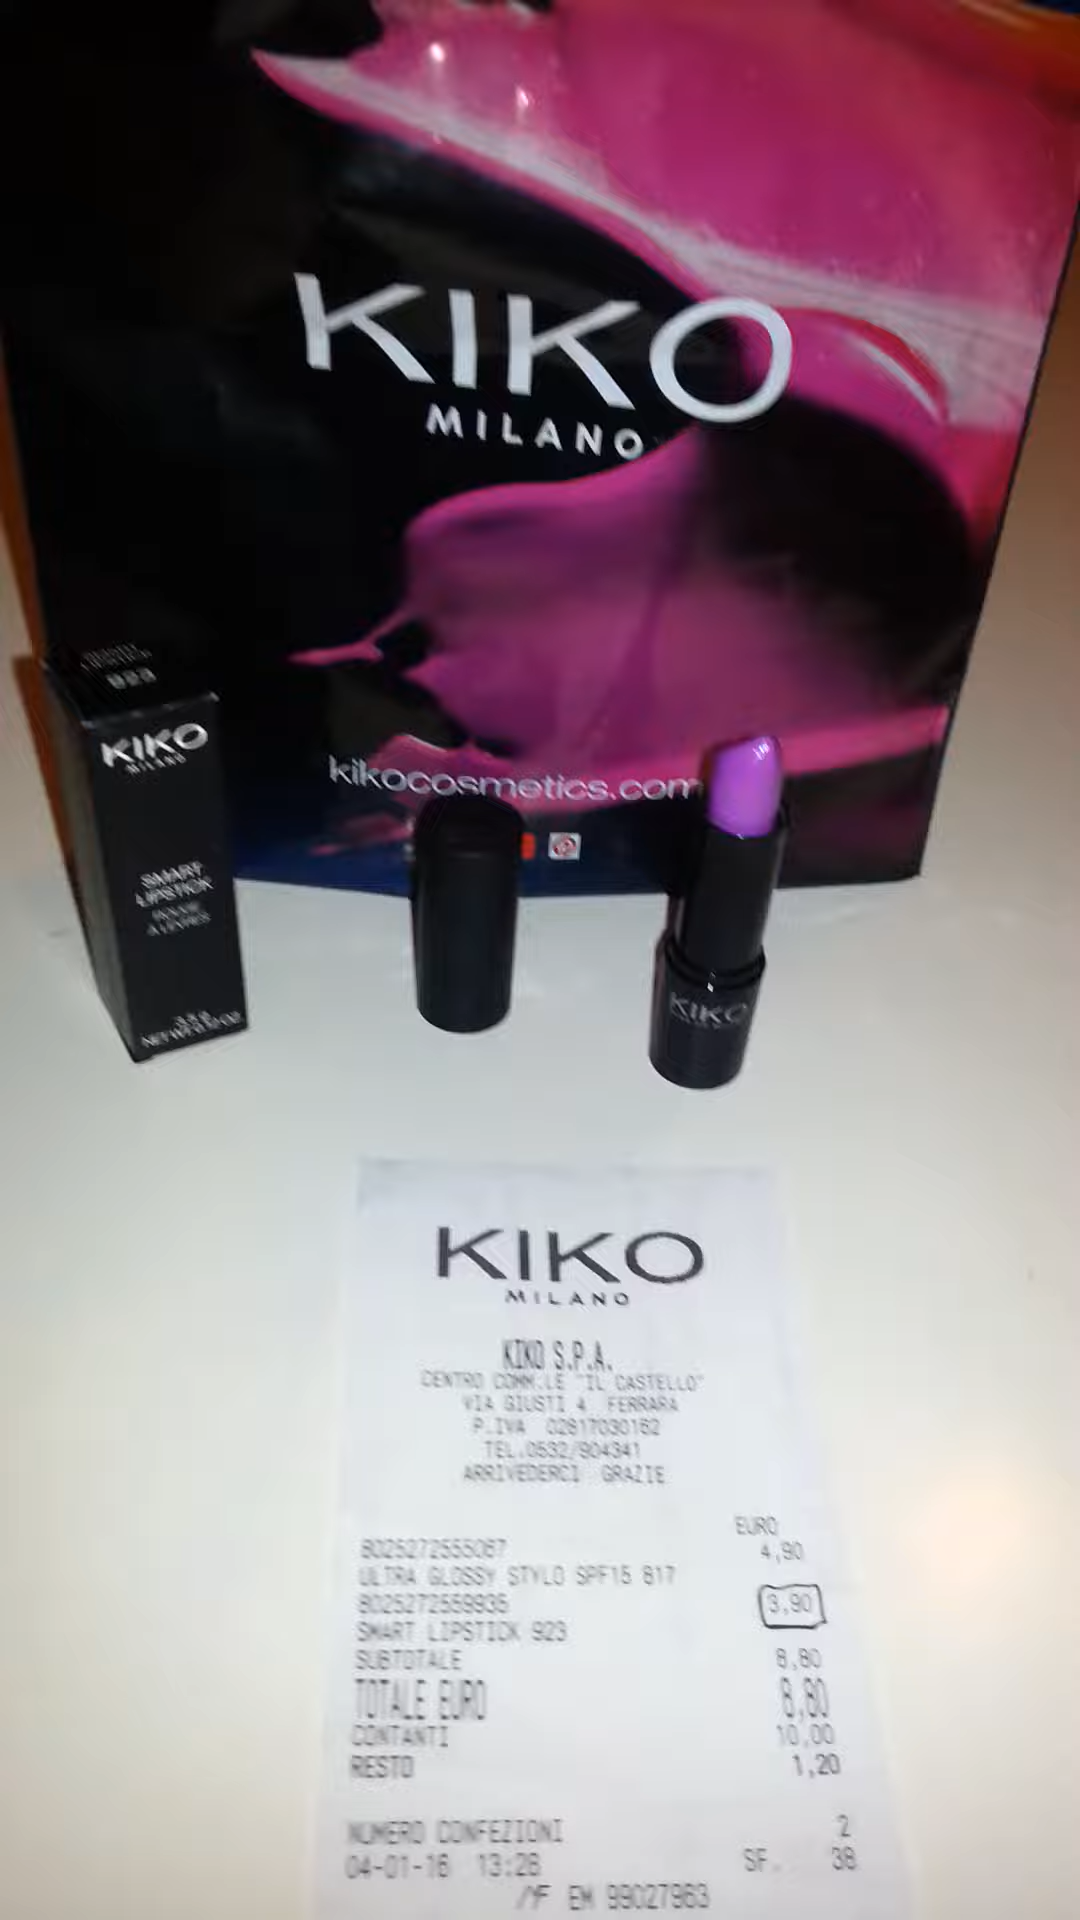 KIKO
MILANO
kikocosmetics.com
923
KIKO
MILANO
SMART
LIPSTICK
KIKO
KIKO
MILANO
KIKO S.P.A.
CENTRO COMM.LE "IL CASTELLO"
VIA GIUSTI 4 FERRARA
P.IVA 02817030162
TEL.0532/904341
ARRIVEDERCI GRAZIE
EURO
8025272555067 4,90
ULTRA GLOSSY STYLO SPF15 817
8025272559935 3,90
SMART LIPSTICK 923
SUBTOTALE 8,80
TOTALE EURO 8,80
CONTANTI 10,00
RESTO 1,20
NUMERO CONFEZIONI 2
04-01-16 13:28 SF. 38
EM 99027963